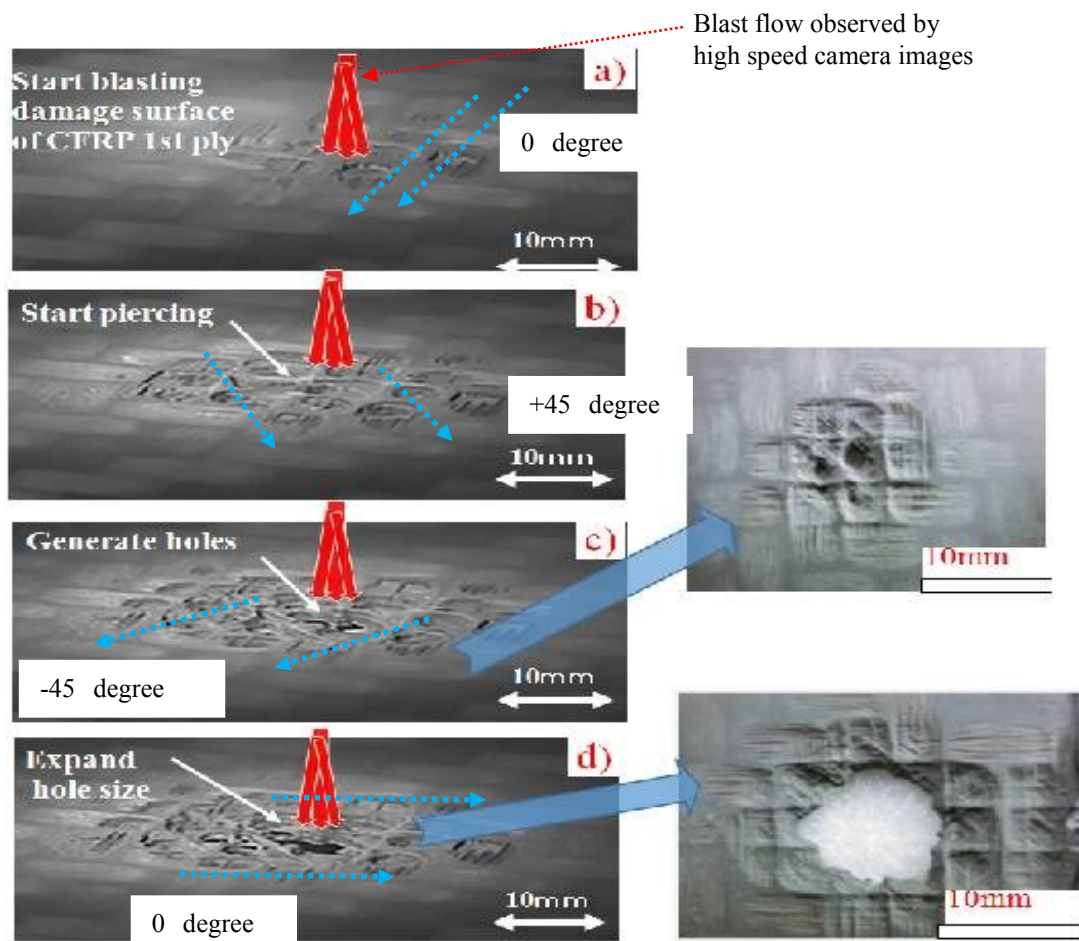 Blast flow observed by
high speed camera images
a)
Start blasting
damage surface
of CFRP 1st ply
0 degree
10mm
b)
Start piercing
+45 degree
10mm
c)
Generate holes
-45 degree
10mm
10mm
d)
Expand
hole size
0 degree
10mm
10mm